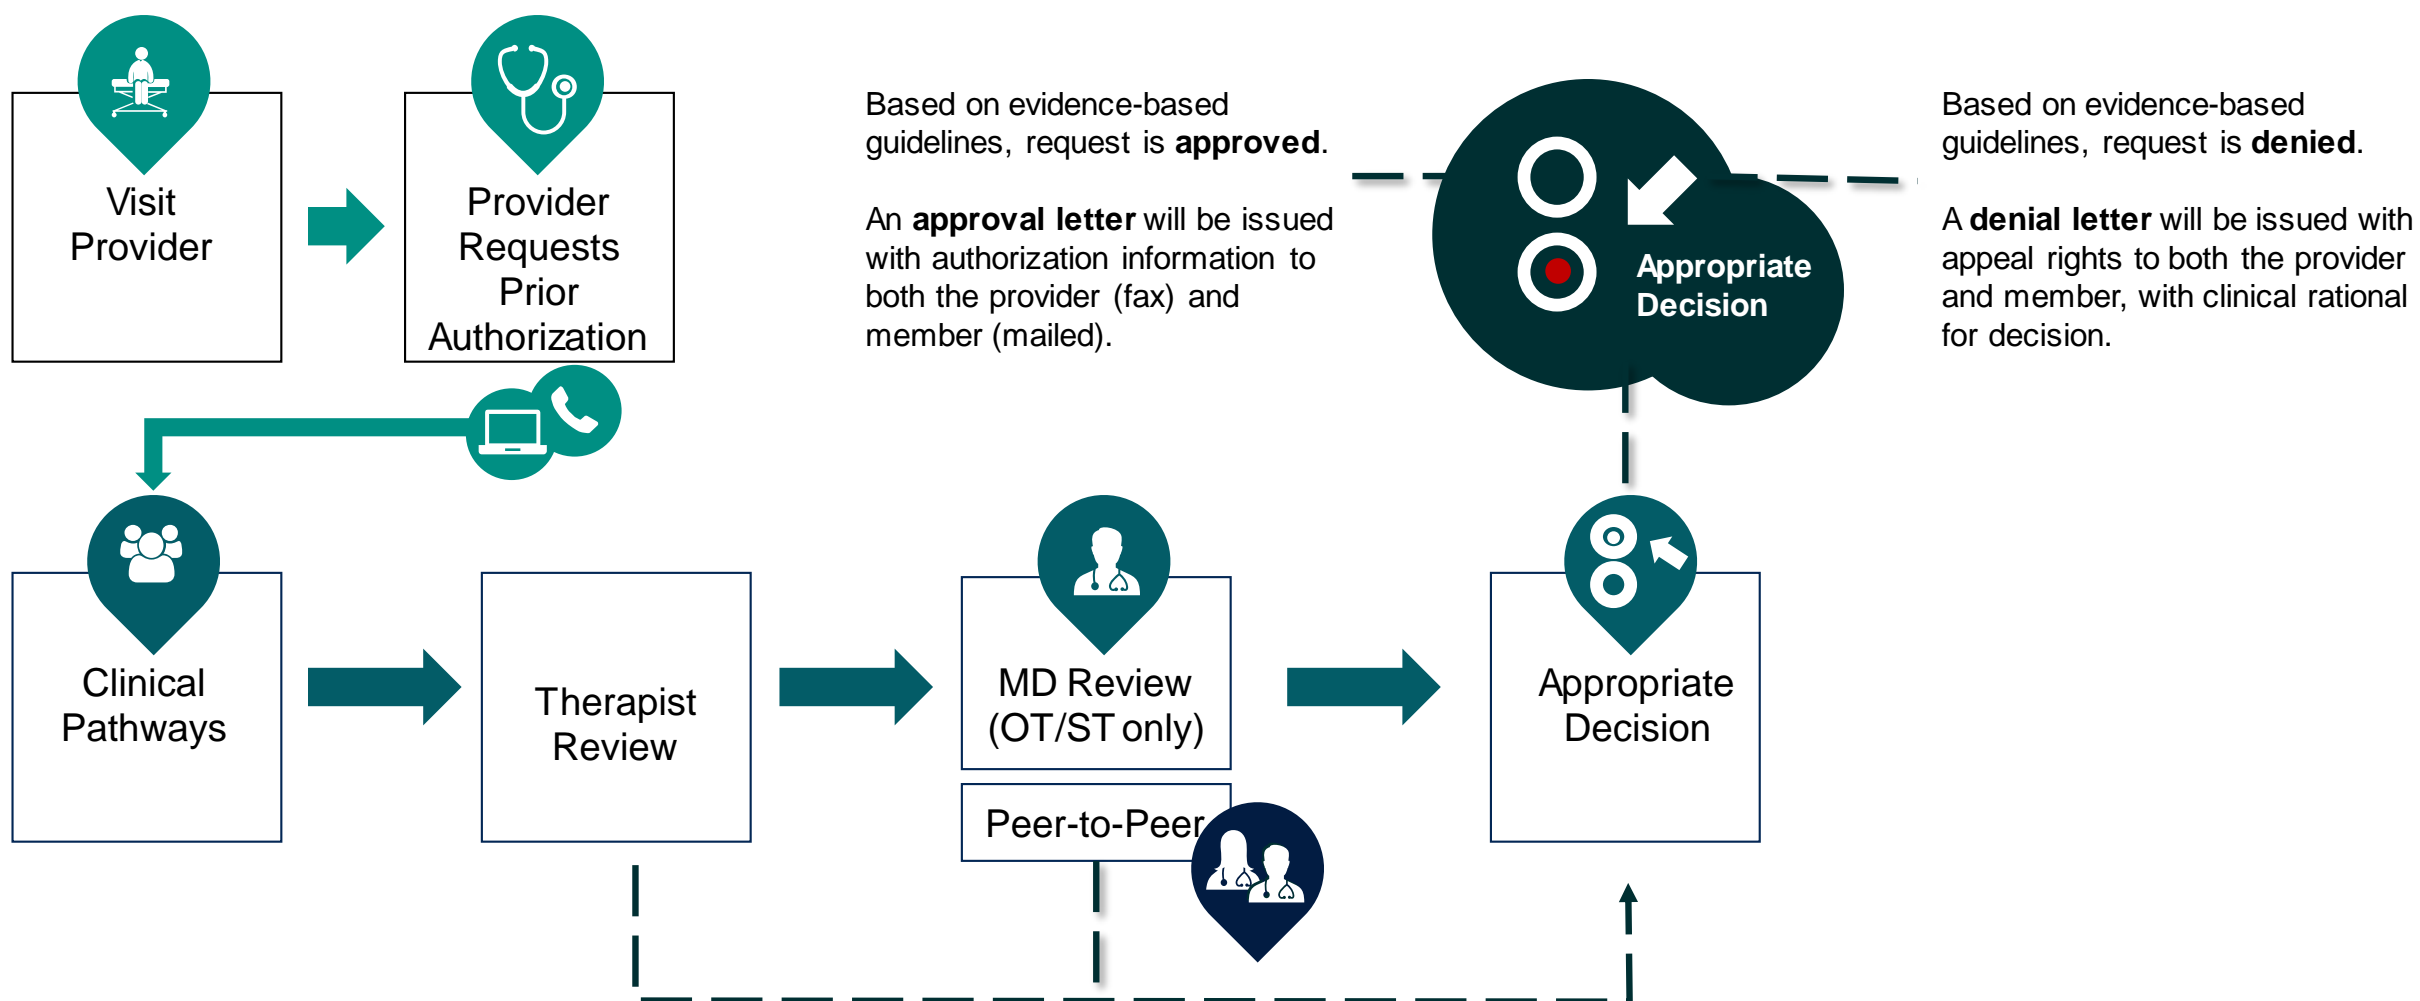 Visit
Provider
Provider
Requests
Prior
Authorization
Based on evidence-based
guidelines, request is approved.
An approval letter will be issued
with authorization information to
both the provider (fax) and
member (mailed).
Appropriate
Decision
Based on evidence-based
guidelines, request is denied.
A denial letter will be issued with
appeal rights to both the provider
and member, with clinical rational
for decision.
Clinical
Pathways
Therapist
Review
MD Review
(OT/ST only)
Peer-to-Peer
Appropriate
Decision